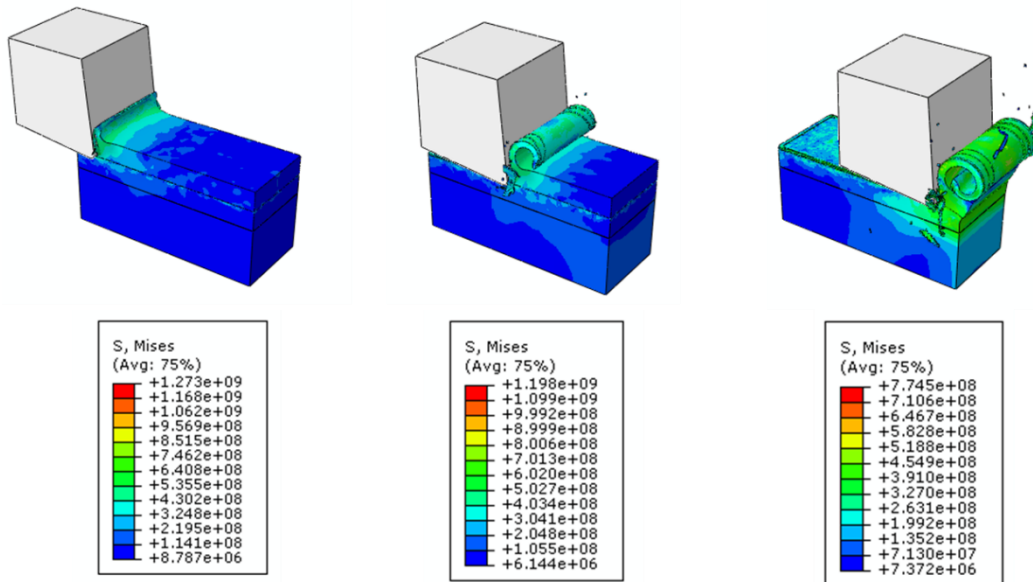 S, Mises
(Avg: 75%)
+1.273e+09
+1.168e+09
+1.062e+09
+9.569e+08
+8.515e+08
+7.462e+08
+6.408e+08
+5.355e+08
+4.302e+08
+3.248e+08
+2.195e+08
+1.141e+08
+8.787e+06
S, Mises
(Avg: 75%)
+1.198e+09
+1.099e+09
+9.992e+08
+8.999e+08
+8.006e+08
+7.013e+08
+6.020e+08
+5.027e+08
+4.034e+08
+3.041e+08
+2.048e+08
+1.055e+08
+6.144e+06
S, Mises
(Avg: 75%)
+7.745e+08
+7.106e+08
+6.467e+08
+5.828e+08
+5.188e+08
+4.549e+08
+3.910e+08
+3.270e+08
+2.631e+08
+1.992e+08
+1.352e+08
+7.130e+07
+7.372e+06